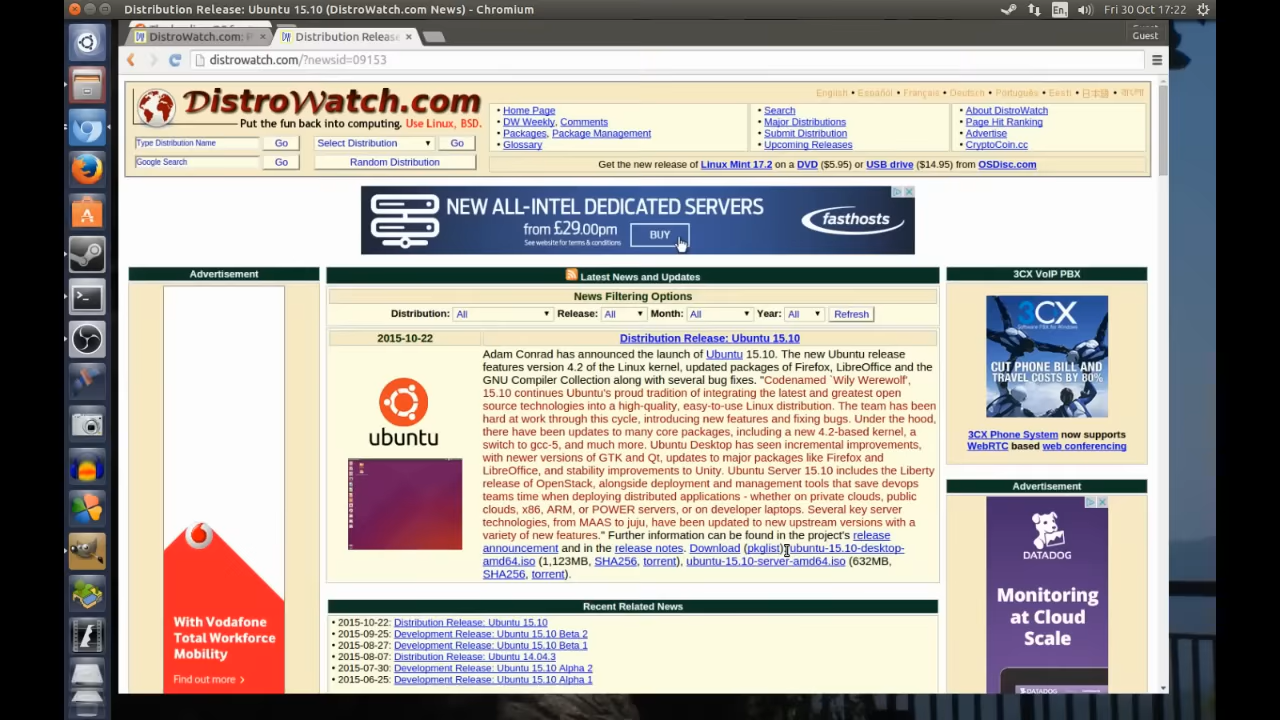 Distribution Release: Ubuntu 15.10 (DistroWatch.com News) - Chromium
En
Fri 30 Oct 17:22
DistroWatch.com:
Distribution Release
Guest
distrowatch.com/?newsid=09153
English • Español • Français • Deutsch • Português • Eesti • 日本語 • বাংলা
DistroWatch.com
Put the fun back into computing. Use Linux, BSD.
Type Distribution Name
Go
Select Distribution
Go
Google Search
Go
Random Distribution
• Home Page
• DW Weekly, Comments
• Packages, Package Management
• Glossary
• Search
• Major Distributions
• Submit Distribution
• Upcoming Releases
• About DistroWatch
• Page Hit Ranking
• Advertise
• CryptoCoin.cc
Get the new release of Linux Mint 17.2 on a DVD ($5.95) or USB drive ($14.95) from OSDisc.com
NEW ALL-INTEL DEDICATED SERVERS
from £29.00pm
See website for terms & conditions
BUY
fasthosts
Advertisement
With Vodafone
Total Workforce
Mobility
Find out more >
Latest News and Updates
News Filtering Options
Distribution: All Release: All Month: All Year: All Refresh
2015-10-22
Distribution Release: Ubuntu 15.10
ubuntu
Adam Conrad has announced the launch of Ubuntu 15.10. The new Ubuntu release
features version 4.2 of the Linux kernel, updated packages of Firefox, LibreOffice and the
GNU Compiler Collection along with several bug fixes. "Codenamed `Wily Werewolf',
15.10 continues Ubuntu's proud tradition of integrating the latest and greatest open
source technologies into a high-quality, easy-to-use Linux distribution. The team has been
hard at work through this cycle, introducing new features and fixing bugs. Under the hood,
there have been updates to many core packages, including a new 4.2-based kernel, a
switch to gcc-5, and much more. Ubuntu Desktop has seen incremental improvements,
with newer versions of GTK and Qt, updates to major packages like Firefox and
LibreOffice, and stability improvements to Unity. Ubuntu Server 15.10 includes the Liberty
release of OpenStack, alongside deployment and management tools that save devops
teams time when deploying distributed applications - whether on private clouds, public
clouds, x86, ARM, or POWER servers, or on developer laptops. Several key server
technologies, from MAAS to juju, have been updated to new upstream versions with a
variety of new features." Further information can be found in the project's release
announcement and in the release notes. Download (pkglist) ubuntu-15.10-desktop-
amd64.iso (1,123MB, SHA256, torrent), ubuntu-15.10-server-amd64.iso (632MB,
SHA256, torrent).
Recent Related News
• 2015-10-22: Distribution Release: Ubuntu 15.10
• 2015-09-25: Development Release: Ubuntu 15.10 Beta 2
• 2015-08-27: Development Release: Ubuntu 15.10 Beta 1
• 2015-08-07: Distribution Release: Ubuntu 14.04.3
• 2015-07-30: Development Release: Ubuntu 15.10 Alpha 2
• 2015-06-25: Development Release: Ubuntu 15.10 Alpha 1
3CX VoIP PBX
3CX
Software PBX for Windows
CUT PHONE BILL AND
TRAVEL COSTS BY 80%
3CX Phone System now supports
WebRTC based web conferencing
Advertisement
DATADOG
Monitoring
at Cloud
Scale
DATADOG